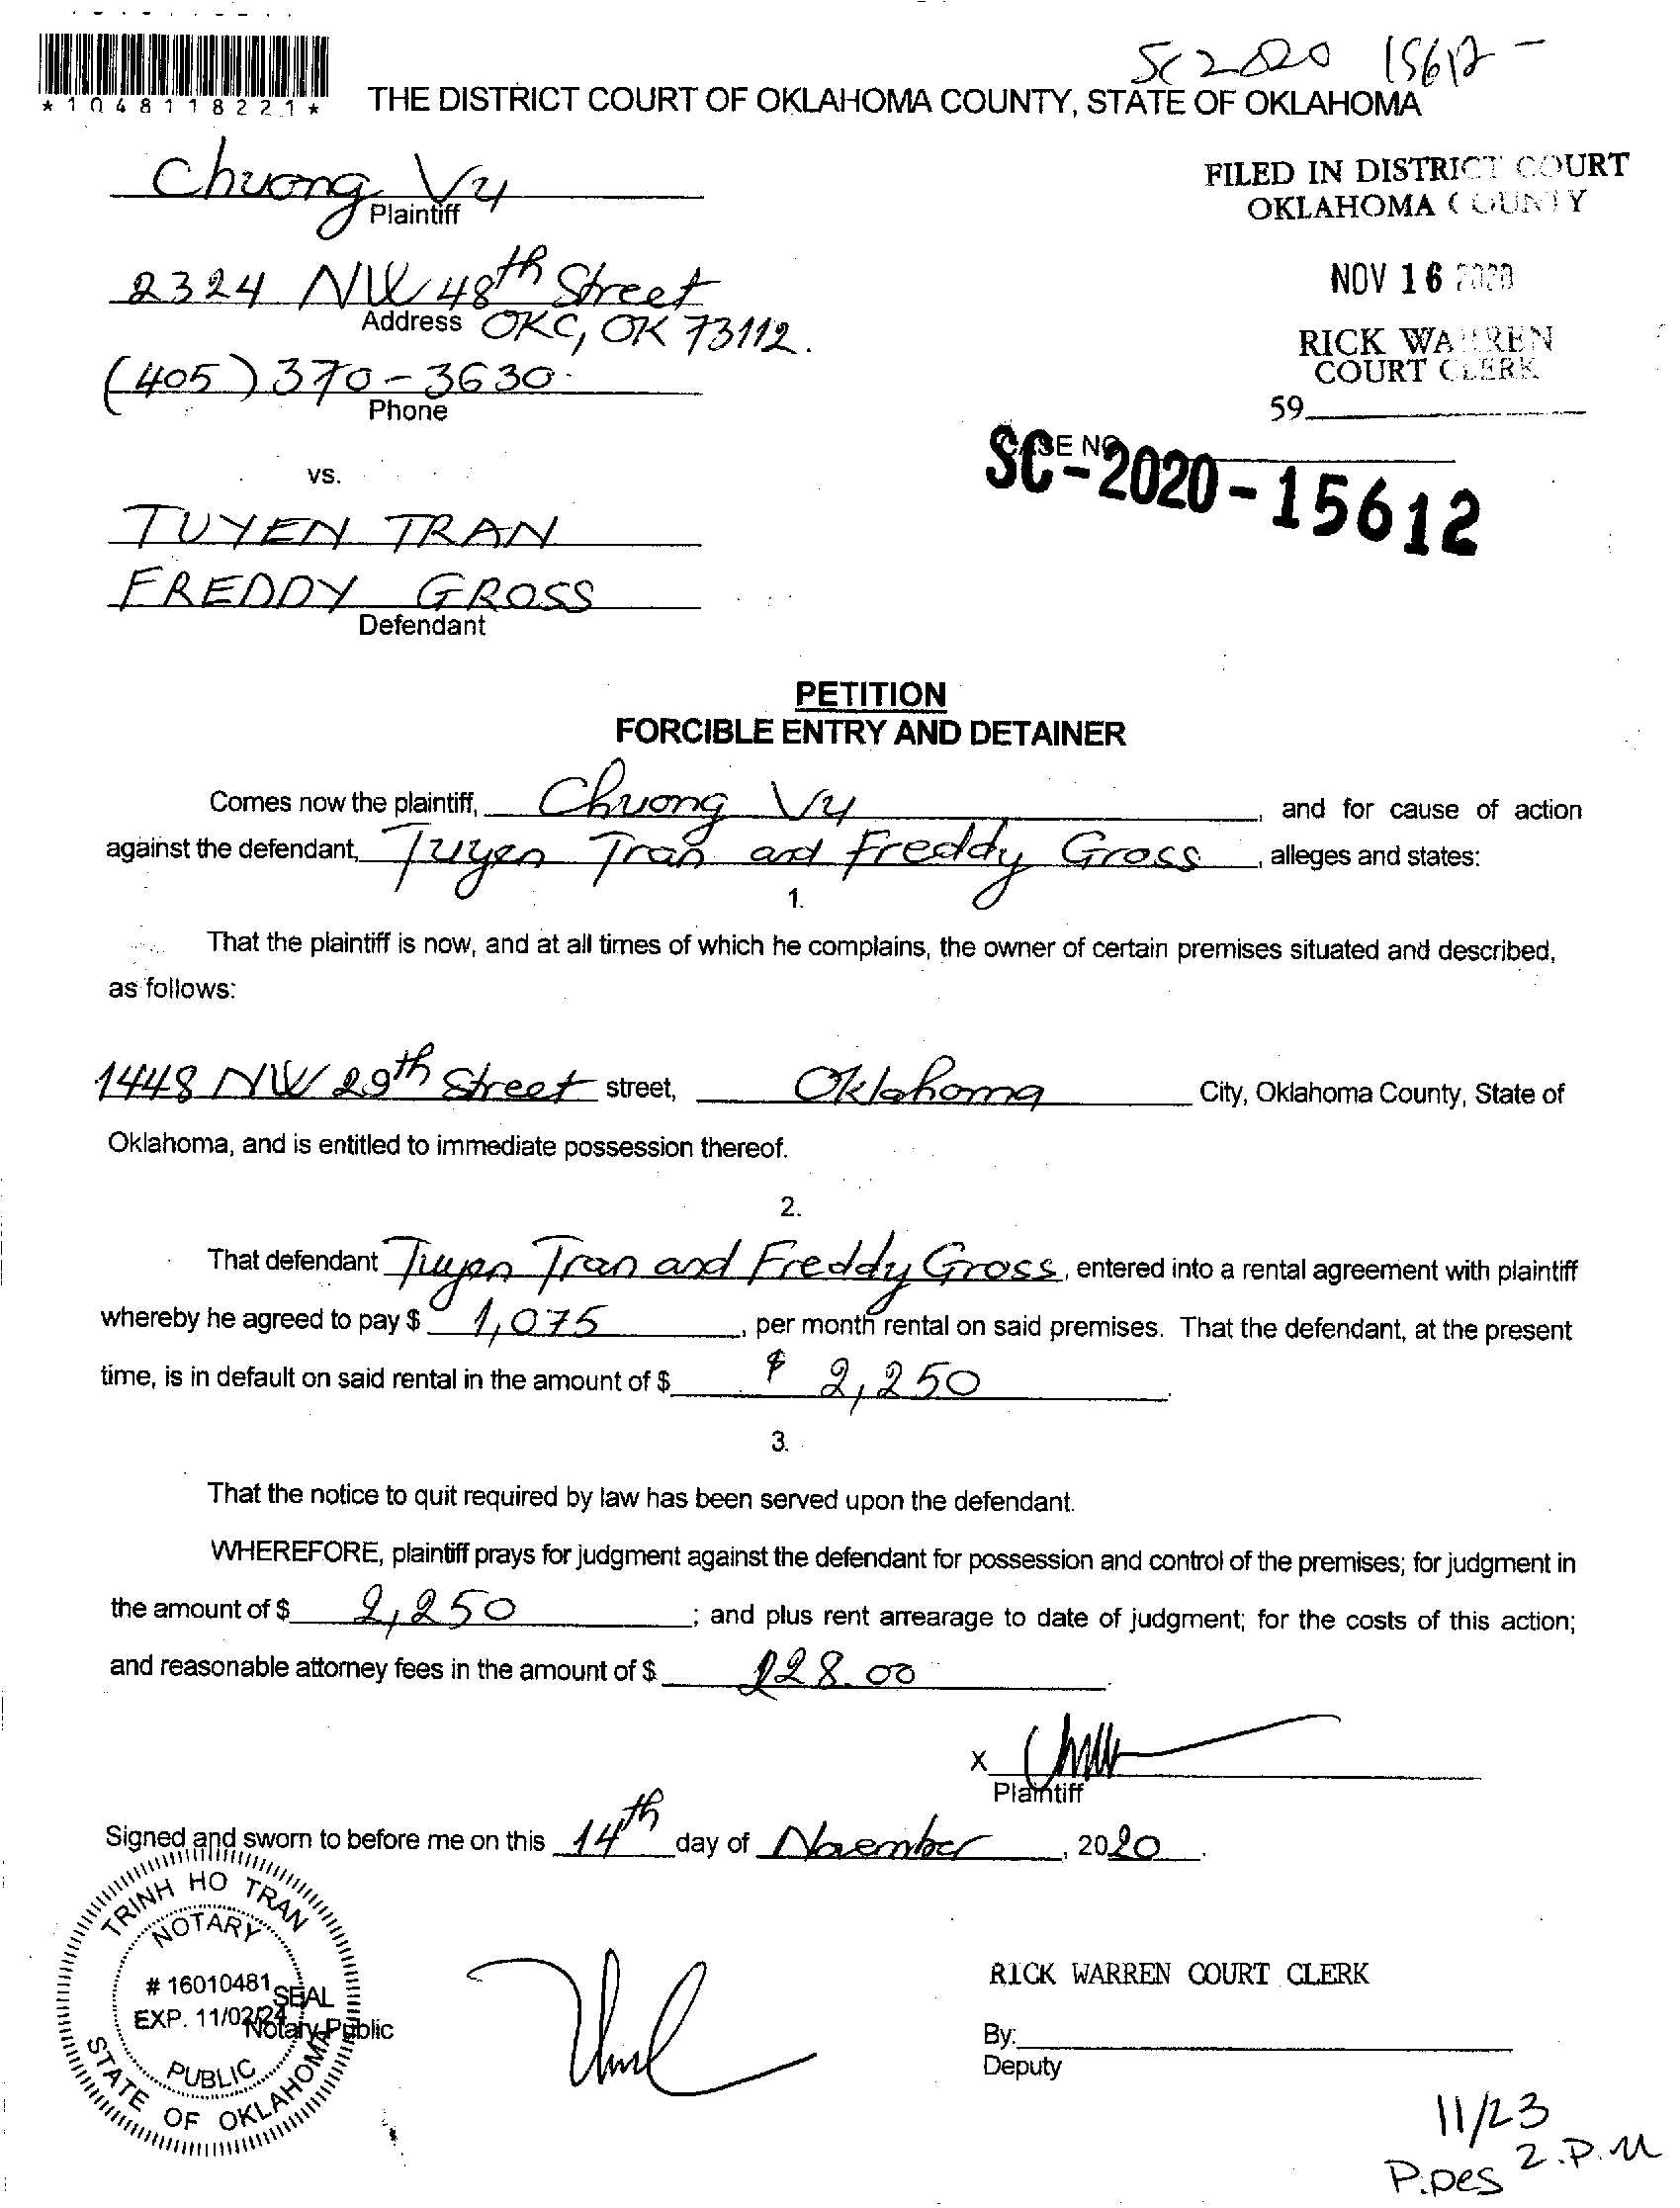 SC 2020 15612 -
* 1 0 4 8 1 1 8 2 2 1 *
THE DISTRICT COURT OF OKLAHOMA COUNTY, STATE OF OKLAHOMA
Chuong Vu
Plaintiff
FILED IN DISTRICT COURT
OKLAHOMA COUNTY
2324 NW 48th Street
Address OKC, OK 73112.
NOV 16 2020
RICK WARREN
COURT CLERK
(405) 370-3630
Phone
59
CASE NO
SC-2020-15612
vs.
TUYEN TRAN
FREDDY GROSS
Defendant
PETITION
FORCIBLE ENTRY AND DETAINER
Comes now the plaintiff, Chuong Vu, and for cause of action
against the defendant, Tuyen Tran and Freddy Gross, alleges and states:
1.
That the plaintiff is now, and at all times of which he complains, the owner of certain premises situated and described,
as follows:
1448 NW 29th Street street, Oklahoma City, Oklahoma County, State of
Oklahoma, and is entitled to immediate possession thereof.
2.
That defendant Tuyen Tran and Freddy Gross, entered into a rental agreement with plaintiff
whereby he agreed to pay $ 1,075, per month rental on said premises. That the defendant, at the present
time, is in default on said rental in the amount of $ $ 2,250.
3.
That the notice to quit required by law has been served upon the defendant.
WHEREFORE, plaintiff prays for judgment against the defendant for possession and control of the premises; for judgment in
the amount of $ 2,250; and plus rent arrearage to date of judgment; for the costs of this action;
and reasonable attorney fees in the amount of $ 228.00.
X
Plaintiff
Signed and sworn to before me on this 14th day of November, 2020.
TRINH HO TRAN
NOTARY
# 16010481
SEAL
EXP. 11/02/24
Notary Public
PUBLIC
STATE OF OKLAHOMA
RICK WARREN COURT CLERK
By:
Deputy
11/23
P.pes 2.P.M